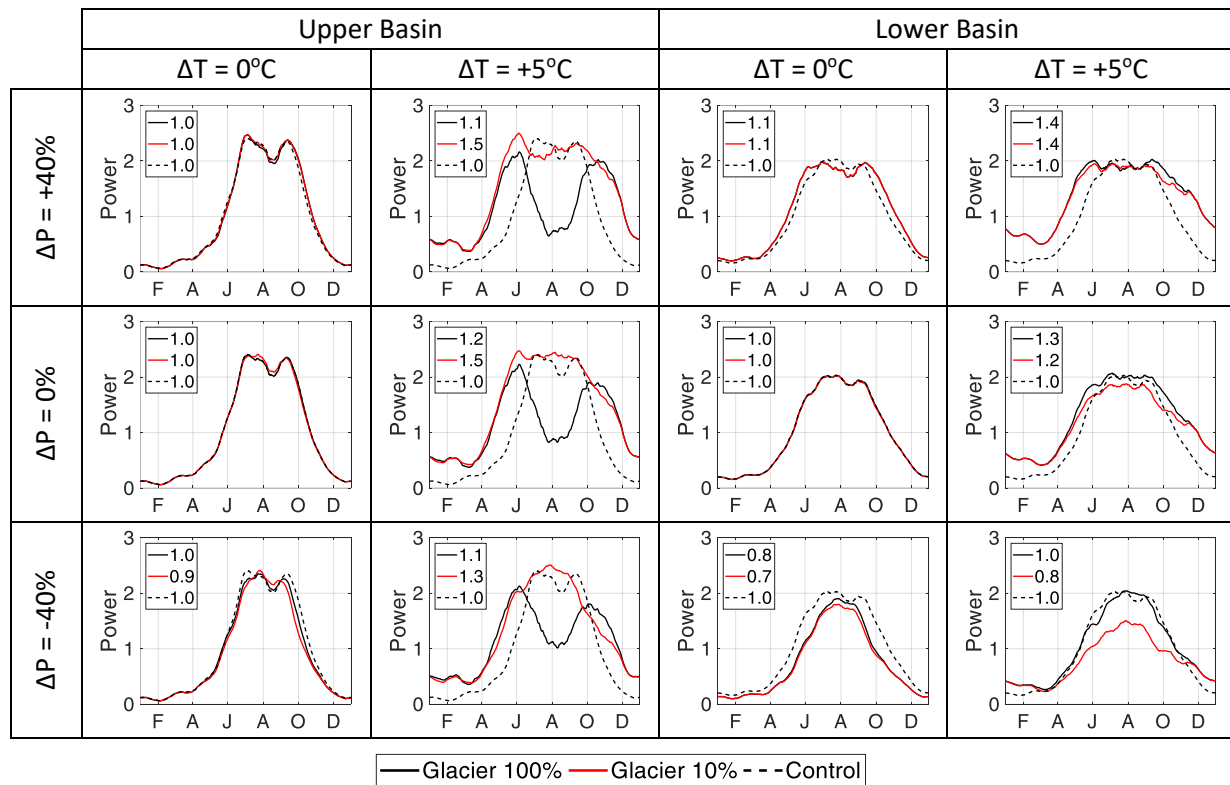 Upper Basin Lower Basin
ΔT = 0°C ΔT = +5°C ΔT = 0°C ΔT = +5°C
ΔP = +40%
Power
3
2
1
0
1.0
1.0
1.0
F A J A O D
Power
3
2
1
0
1.1
1.5
1.0
F A J A O D
Power
3
2
1
0
1.1
1.1
1.0
F A J A O D
Power
3
2
1
0
1.4
1.4
1.0
F A J A O D
ΔP = 0%
Power
3
2
1
0
1.0
1.0
1.0
F A J A O D
Power
3
2
1
0
1.2
1.5
1.0
F A J A O D
Power
3
2
1
0
1.0
1.0
1.0
F A J A O D
Power
3
2
1
0
1.3
1.2
1.0
F A J A O D
ΔP = -40%
Power
3
2
1
0
1.0
0.9
1.0
F A J A O D
Power
3
2
1
0
1.1
1.3
1.0
F A J A O D
Power
3
2
1
0
0.8
0.7
1.0
F A J A O D
Power
3
2
1
0
1.0
0.8
1.0
F A J A O D
Glacier 100% Glacier 10% Control